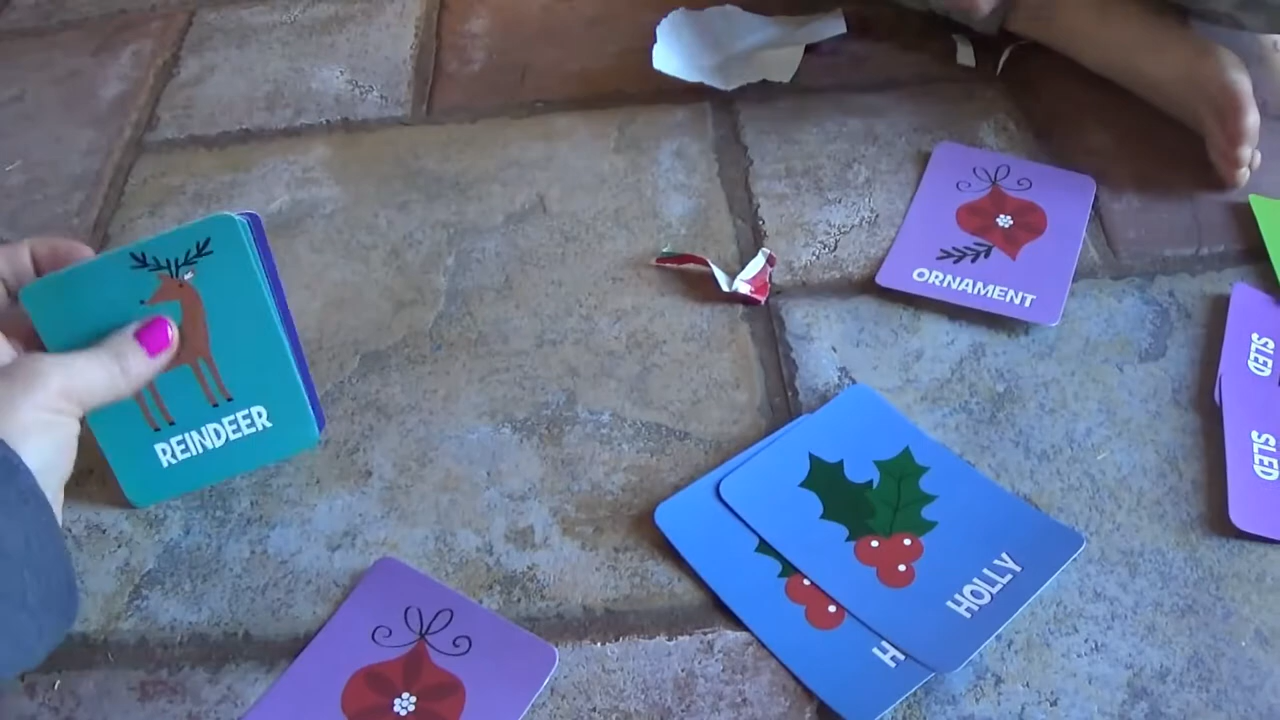 ORNAMENT
SLED
REINDEER
SLED
HOLLY
H